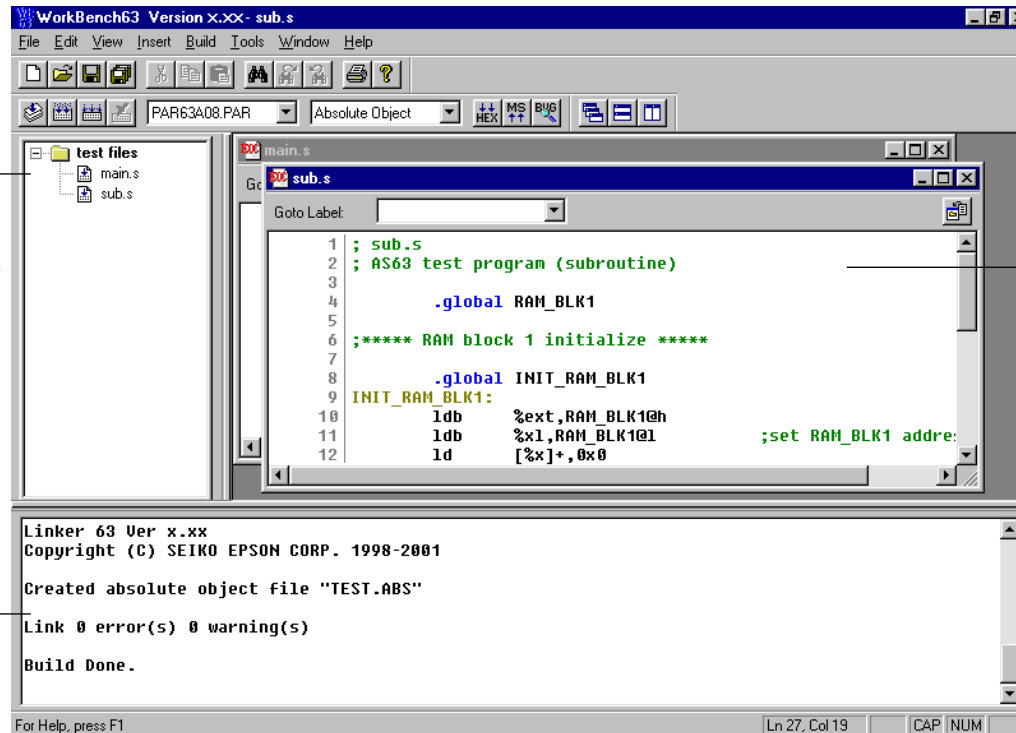 WorkBench63 Version x.xx- sub.s
File Edit View Insert Build Tools Window Help
PAR63A08.PAR Absolute Object HEX MS BUG
test files
main.s
sub.s
main.s
Go
sub.s
Goto Label:
1 ; sub.s
2 ; AS63 test program (subroutine)
3
4 .global RAM_BLK1
5
6 ;***** RAM block 1 initialize *****
7
8 .global INIT_RAM_BLK1
9 INIT_RAM_BLK1:
10 ldb %ext,RAM_BLK1@h
11 ldb %xl,RAM_BLK1@l ;set RAM_BLK1 addre
12 ld [%x]+,0x0
Linker 63 Ver x.xx
Copyright (C) SEIKO EPSON CORP. 1998-2001
Created absolute object file "TEST.ABS"
Link 0 error(s) 0 warning(s)
Build Done.
For Help, press F1
Ln 27, Col 19 CAP NUM